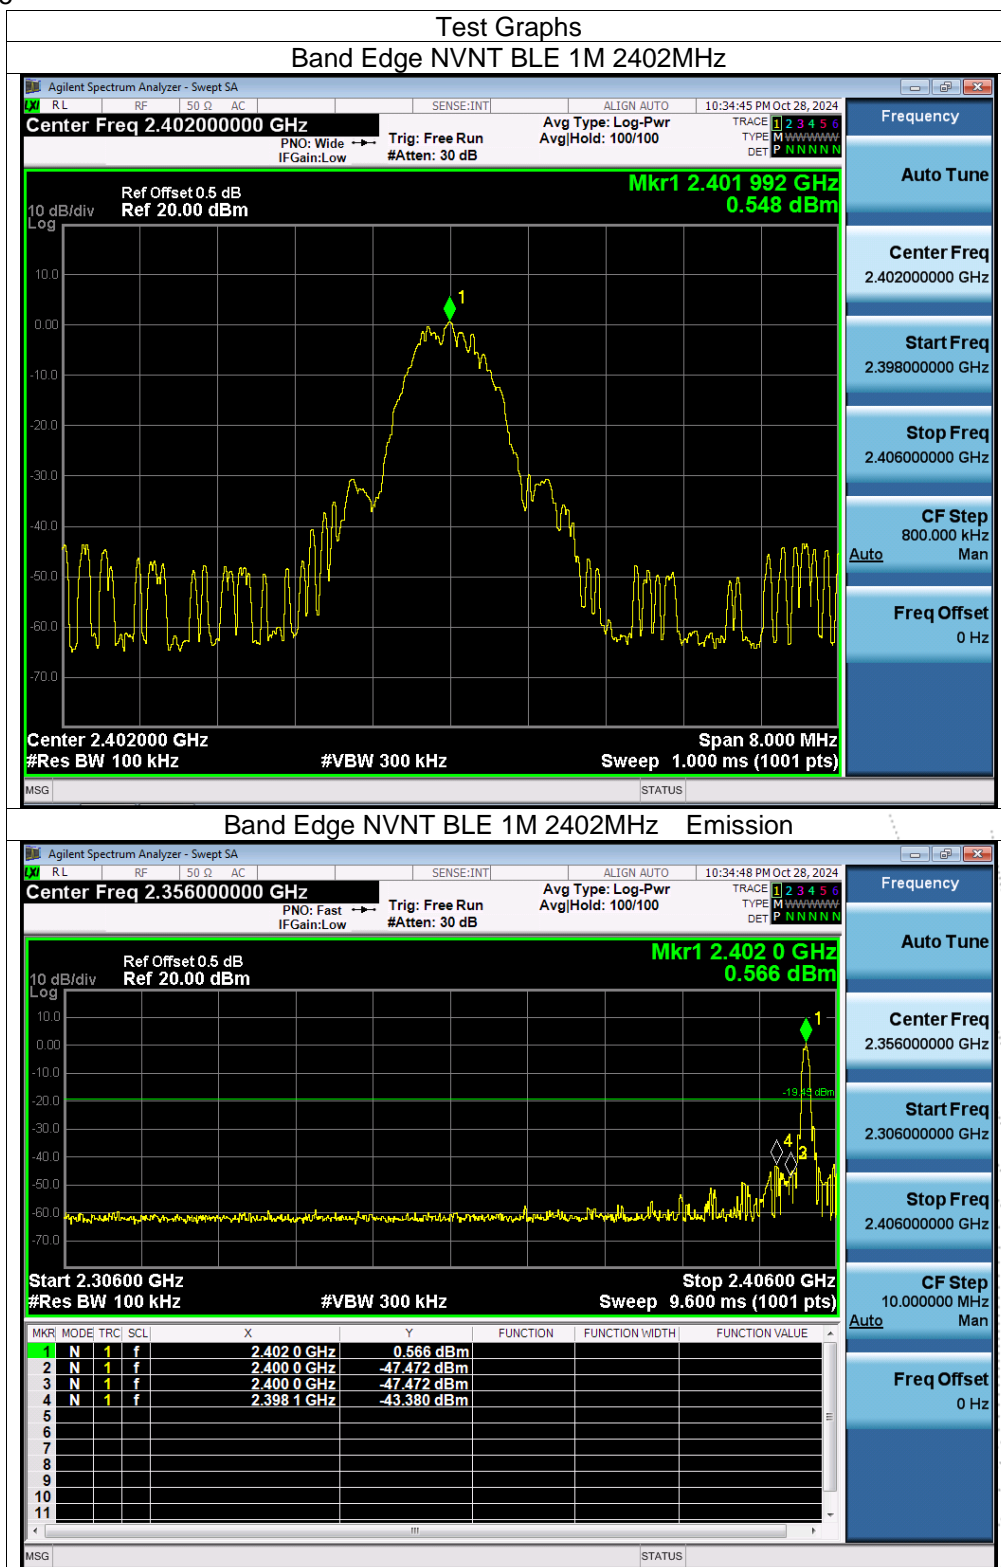 Test Graphs
Band Edge NVNT BLE 1M 2402MHz
Agilent Spectrum Analyzer - Swept SA
LXI RL RF 50 Ω AC SENSE:INT ALIGN AUTO 10:34:45 PM Oct 28, 2024
Center Freq 2.402000000 GHz
PNO: Wide
IFGain:Low
Trig: Free Run
#Atten: 30 dB
Avg Type: Log-Pwr
Avg|Hold: 100/100
TRACE 1 2 3 4 5 6
TYPE M W W W W W
DET P N N N N N
Frequency
Auto Tune
Center Freq
2.402000000 GHz
Start Freq
2.398000000 GHz
Stop Freq
2.406000000 GHz
CF Step
800.000 kHz
Auto Man
Freq Offset
0 Hz
Mkr1 2.401 992 GHz
0.548 dBm
Ref Offset 0.5 dB
10 dB/div Ref 20.00 dBm
Log
10.0
0.00
-10.0
-20.0
-30.0
-40.0
-50.0
-60.0
-70.0
1
Center 2.402000 GHz Span 8.000 MHz
#Res BW 100 kHz #VBW 300 kHz Sweep 1.000 ms (1001 pts)
MSG STATUS
Band Edge NVNT BLE 1M 2402MHz Emission
Agilent Spectrum Analyzer - Swept SA
LXI RL RF 50 Ω AC SENSE:INT ALIGN AUTO 10:34:48 PM Oct 28, 2024
Center Freq 2.356000000 GHz
PNO: Fast
IFGain:Low
Trig: Free Run
#Atten: 30 dB
Avg Type: Log-Pwr
Avg|Hold: 100/100
TRACE 1 2 3 4 5 6
TYPE M W W W W W
DET P N N N N N
Frequency
Auto Tune
Center Freq
2.356000000 GHz
Start Freq
2.306000000 GHz
Stop Freq
2.406000000 GHz
CF Step
10.000000 MHz
Auto Man
Freq Offset
0 Hz
Mkr1 2.402 0 GHz
0.566 dBm
Ref Offset 0.5 dB
10 dB/div Ref 20.00 dBm
Log
10.0
0.00
-10.0
-20.0
-30.0
-40.0
-50.0
-60.0
-70.0
1
-19.45 dBm
4
3
Start 2.30600 GHz Stop 2.40600 GHz
#Res BW 100 kHz #VBW 300 kHz Sweep 9.600 ms (1001 pts)
MKR MODE TRC SCL X Y FUNCTION FUNCTION WIDTH FUNCTION VALUE
1 N 1 f 2.402 0 GHz 0.566 dBm
2 N 1 f 2.400 0 GHz -47.472 dBm
3 N 1 f 2.400 0 GHz -47.472 dBm
4 N 1 f 2.398 1 GHz -43.380 dBm
5
6
7
8
9
10
11
MSG STATUS